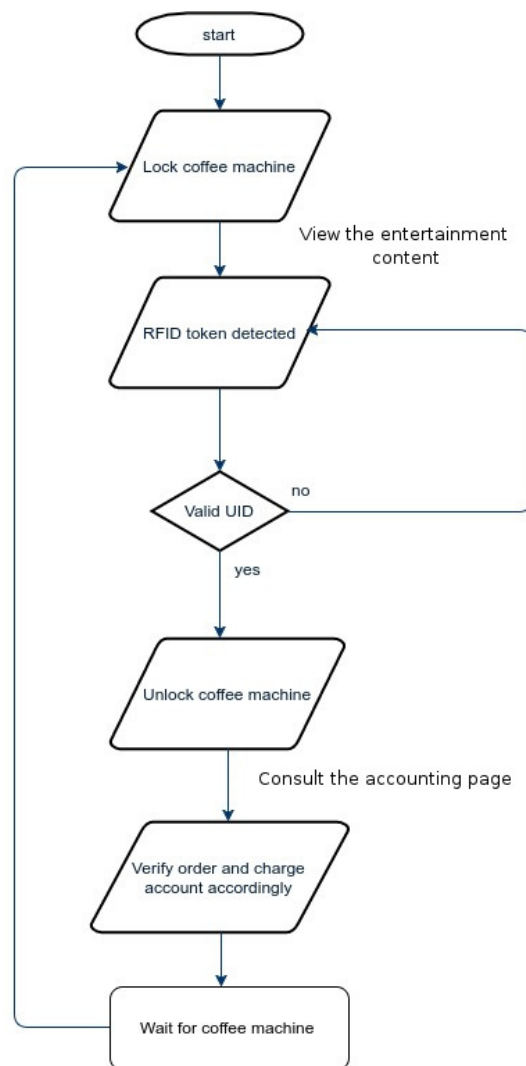 start
Lock coffee machine
View the entertainment
content
RFID token detected
no
Valid UID
yes
Unlock coffee machine
Consult the accounting page
Verify order and charge
account accordingly
Wait for coffee machine